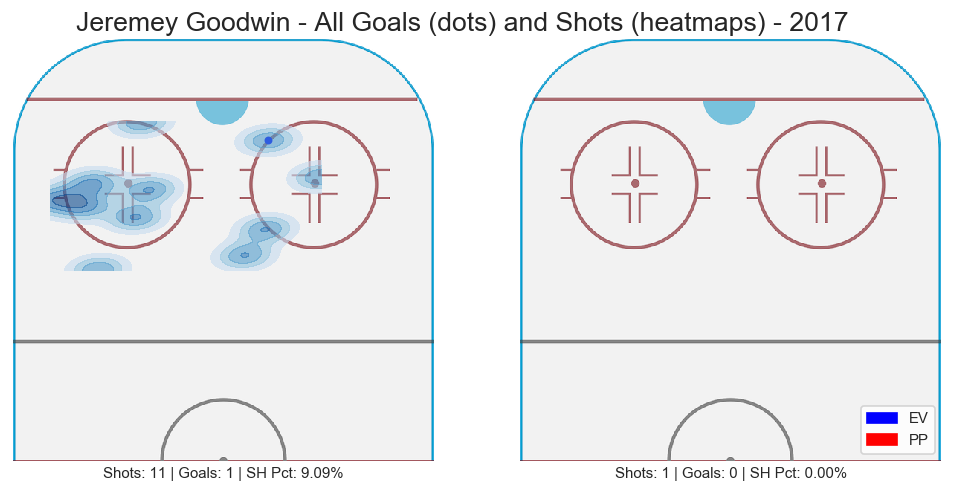 Jeremey Goodwin - All Goals (dots) and Shots (heatmaps) - 2017
EV
PP
Shots: 11 | Goals: 1 | SH Pct: 9.09%
Shots: 1 | Goals: 0 | SH Pct: 0.00%